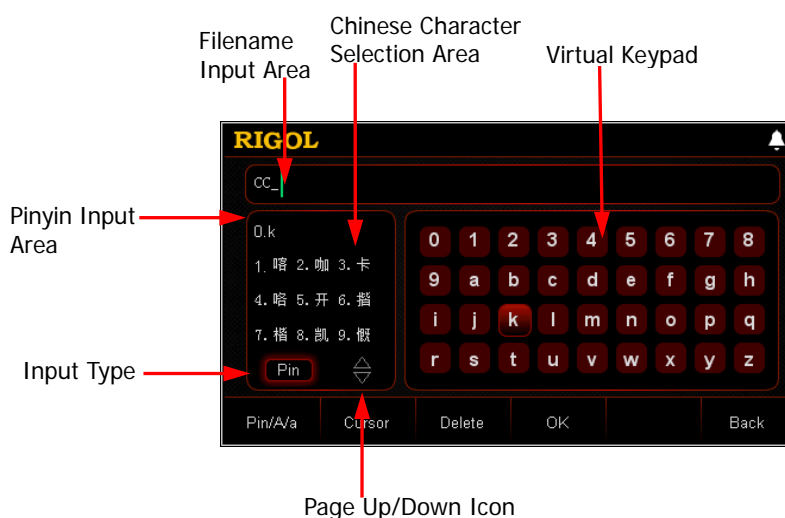 Filename
Input Area
Chinese Character
Selection Area
Virtual Keypad
RIGOL
CC_
Pinyin Input
Area
0.k
1. 喀 2. 咖 3. 卡
4. 咯 5. 开 6. 揩
7. 楷 8. 凯 9. 慨
0 1 2 3 4 5 6 7 8
9 a b c d e f g h
i j k l m n o p q
r s t u v w x y z
Input Type
Pin
Pin/A/a Cursor Delete OK Back
Page Up/Down Icon